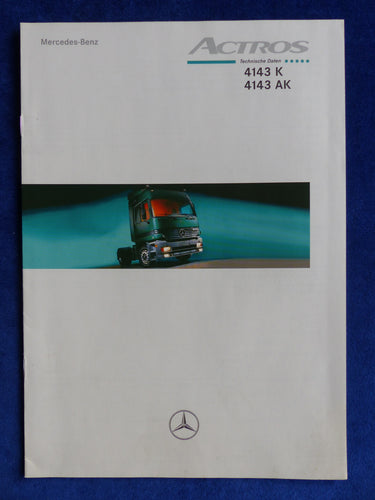 Mercedes-Benz
ACTROS
Technische Daten
4143 K
4143 AK